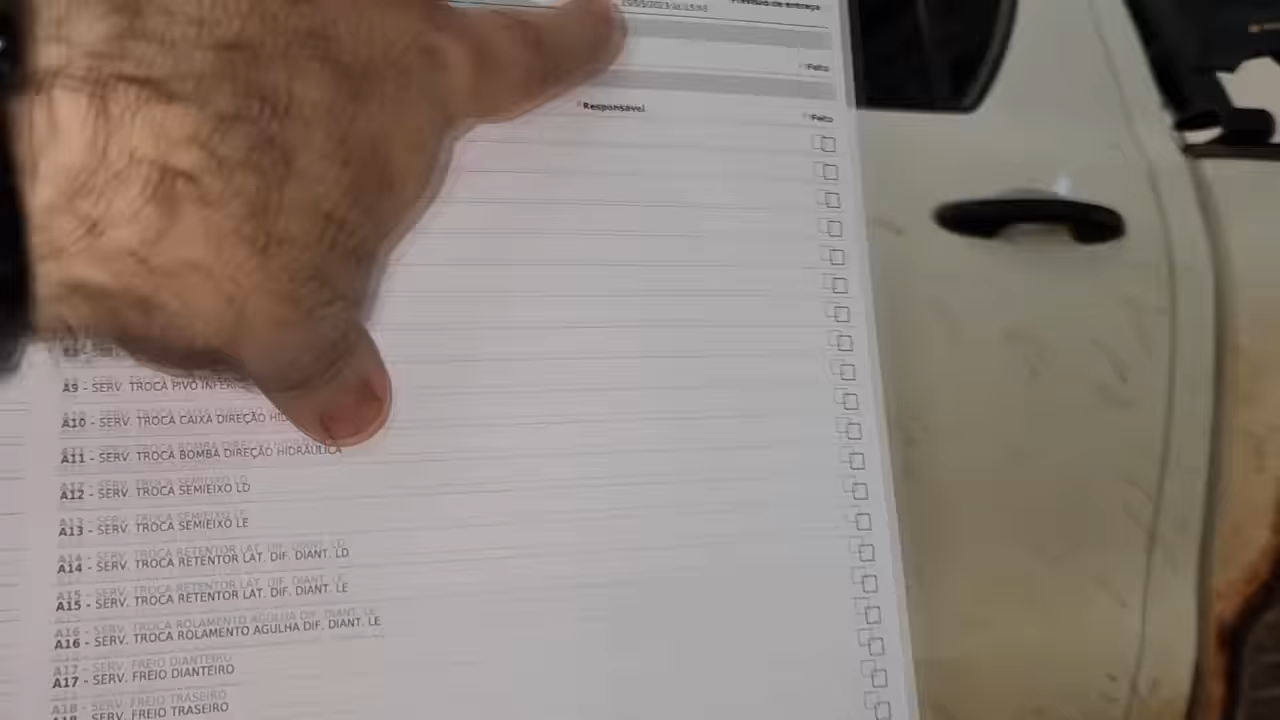 Previsão de entrega
Feito
Responsável
Feito
A9 - SERV. TROCA PIVO
A10 - SERV. TROCA CAIXA DIREÇÃO
A11 - SERV. TROCA BOMBA DIREÇÃO HIDRÁULICA
A12 - SERV. TROCA SEMIEIXO LD
A13 - SERV. TROCA SEMIEIXO LE
A14 - SERV. TROCA RETENTOR LAT. DIF. DIANT. LD
A15 - SERV. TROCA RETENTOR LAT. DIF. DIANT. LE
A16 - SERV. TROCA ROLAMENTO AGULHA DIF. DIANT. LE
A17 - SERV. FREIO DIANTEIRO
A18 - SERV. FREIO TRASEIRO